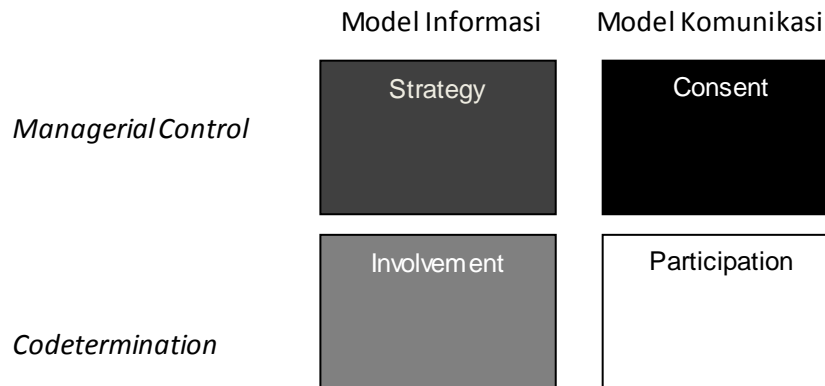 Model Informasi Model Komunikasi
Strategy Consent
Managerial Control
Involvement Participation
Codetermination